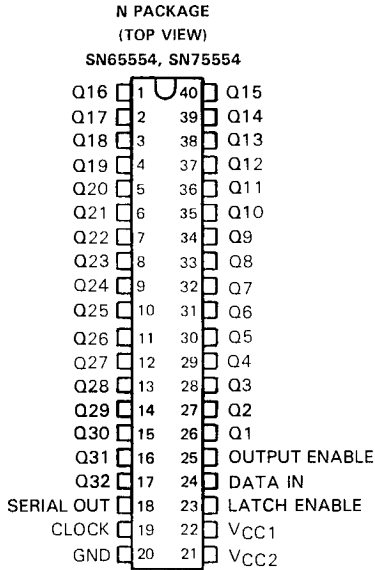 N PACKAGE
(TOP VIEW)
SN65554, SN75554
Q16 1 40 Q15
Q17 2 39 Q14
Q18 3 38 Q13
Q19 4 37 Q12
Q20 5 36 Q11
Q21 6 35 Q10
Q22 7 34 Q9
Q23 8 33 Q8
Q24 9 32 Q7
Q25 10 31 Q6
Q26 11 30 Q5
Q27 12 29 Q4
Q28 13 28 Q3
Q29 14 27 Q2
Q30 15 26 Q1
Q31 16 25 OUTPUT ENABLE
Q32 17 24 DATA IN
SERIAL OUT 18 23 LATCH ENABLE
CLOCK 19 22 VCC1
GND 20 21 VCC2